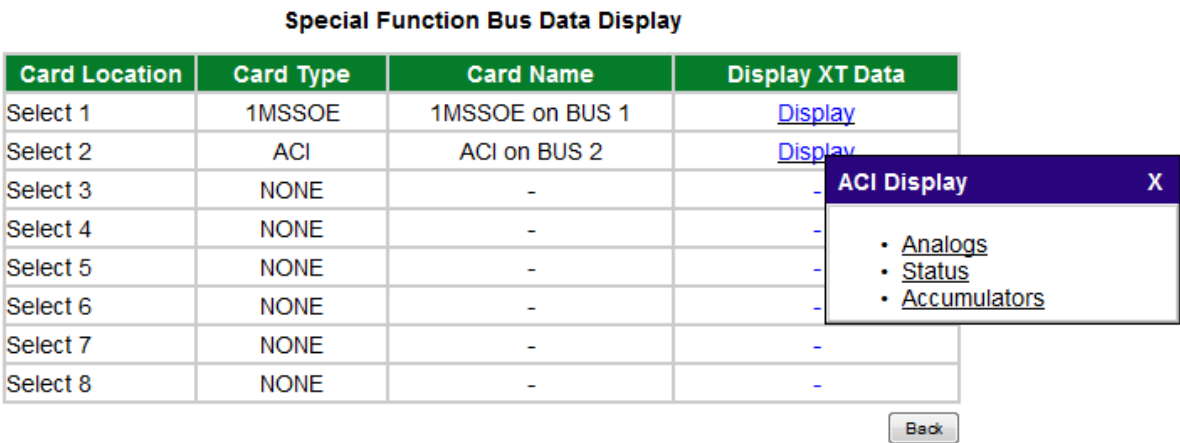 Special Function Bus Data Display
Card Location Card Type Card Name Display XT Data
Select 1 1MSSOE 1MSSOE on BUS 1 Display
Select 2 ACI ACI on BUS 2 Display
Select 3 NONE - -
Select 4 NONE - -
Select 5 NONE - -
Select 6 NONE - -
Select 7 NONE - -
Select 8 NONE - -
ACI Display X
• Analogs
• Status
• Accumulators
Back